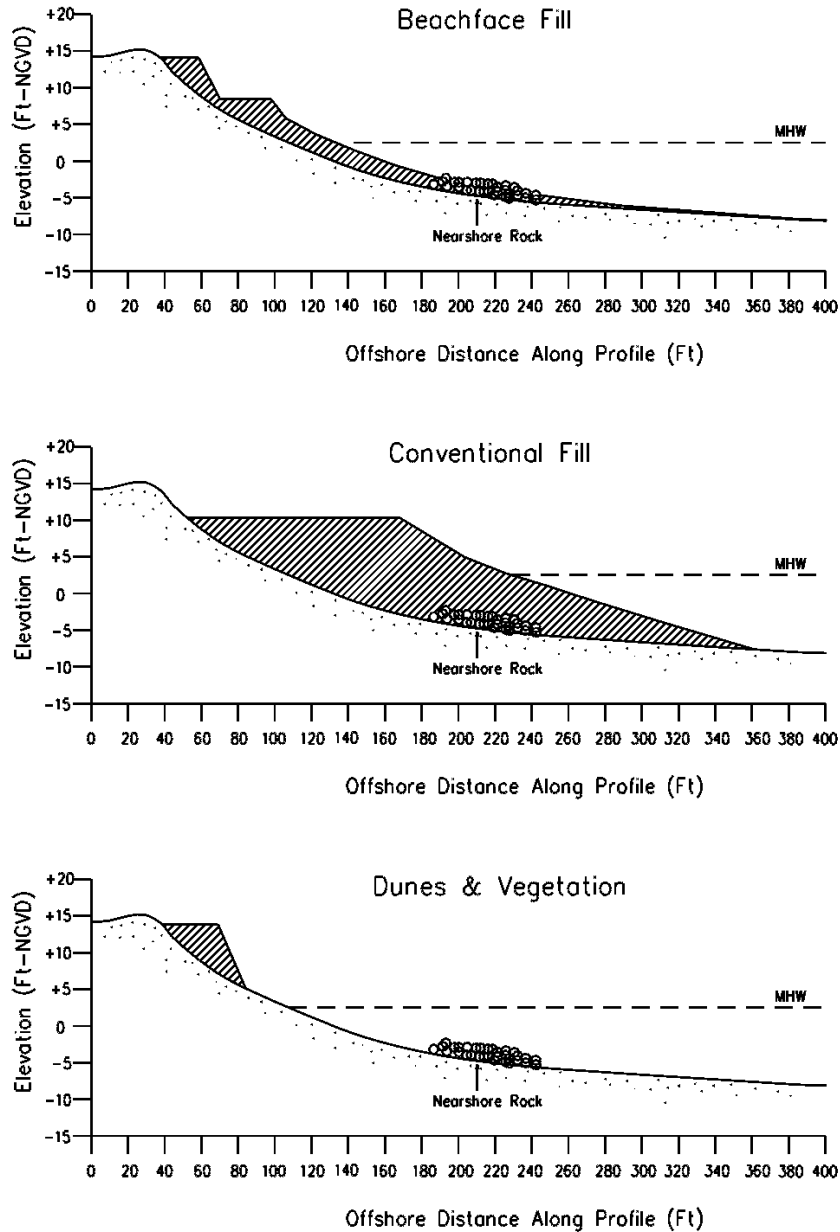 Beachface Fill
Elevation (Ft-NGVD)
+20
+15
+10
+5
0
-5
-10
-15
MHW
Nearshore Rock
0 20 40 60 80 100 120 140 160 180 200 220 240 260 280 300 320 340 360 380 400
Offshore Distance Along Profile (Ft)
Conventional Fill
Elevation (Ft-NGVD)
+20
+15
+10
+5
0
-5
-10
-15
MHW
Nearshore Rock
0 20 40 60 80 100 120 140 160 180 200 220 240 260 280 300 320 340 360 380 400
Offshore Distance Along Profile (Ft)
Dunes & Vegetation
Elevation (Ft-NGVD)
+20
+15
+10
+5
0
-5
-10
-15
MHW
Nearshore Rock
0 20 40 60 80 100 120 140 160 180 200 220 240 260 280 300 320 340 360 380 400
Offshore Distance Along Profile (Ft)